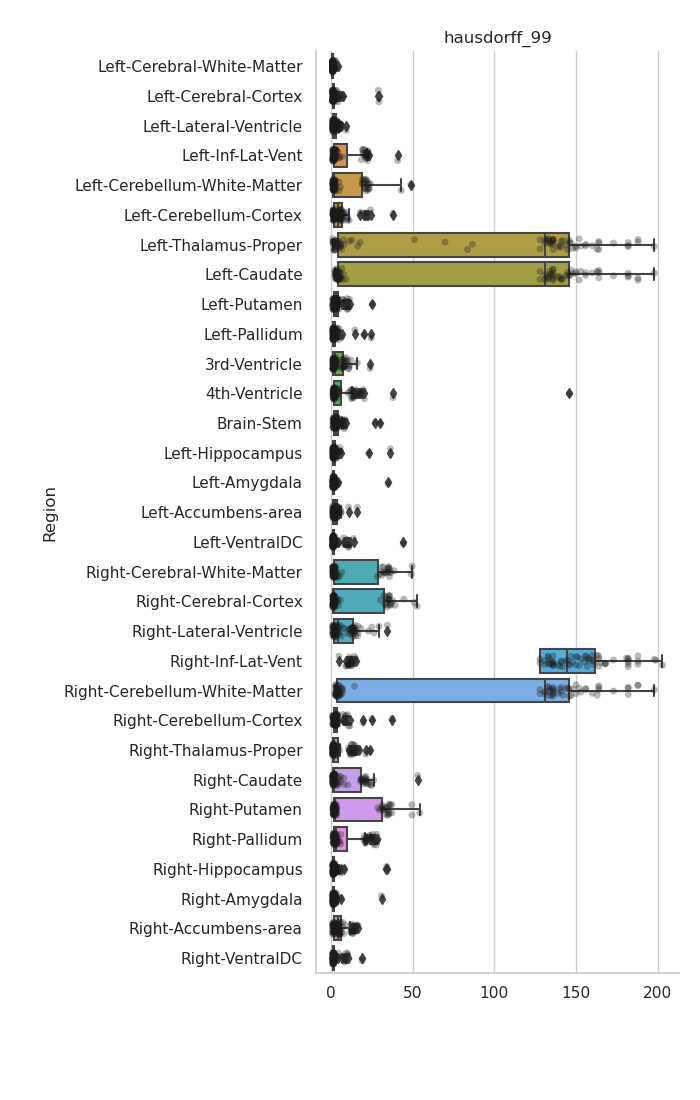 hausdorff_99
Left-Cerebral-White-Matter
Left-Cerebral-Cortex
Left-Lateral-Ventricle
Left-Inf-Lat-Vent
Left-Cerebellum-White-Matter
Left-Cerebellum-Cortex
Left-Thalamus-Proper
Left-Caudate
Left-Putamen
Left-Pallidum
3rd-Ventricle
4th-Ventricle
Brain-Stem
Left-Hippocampus
Left-Amygdala
Left-Accumbens-area
Left-VentralDC
Right-Cerebral-White-Matter
Right-Cerebral-Cortex
Right-Lateral-Ventricle
Right-Inf-Lat-Vent
Right-Cerebellum-White-Matter
Right-Cerebellum-Cortex
Right-Thalamus-Proper
Right-Caudate
Right-Putamen
Right-Pallidum
Right-Hippocampus
Right-Amygdala
Right-Accumbens-area
Right-VentralDC
Region
0 50 100 150 200